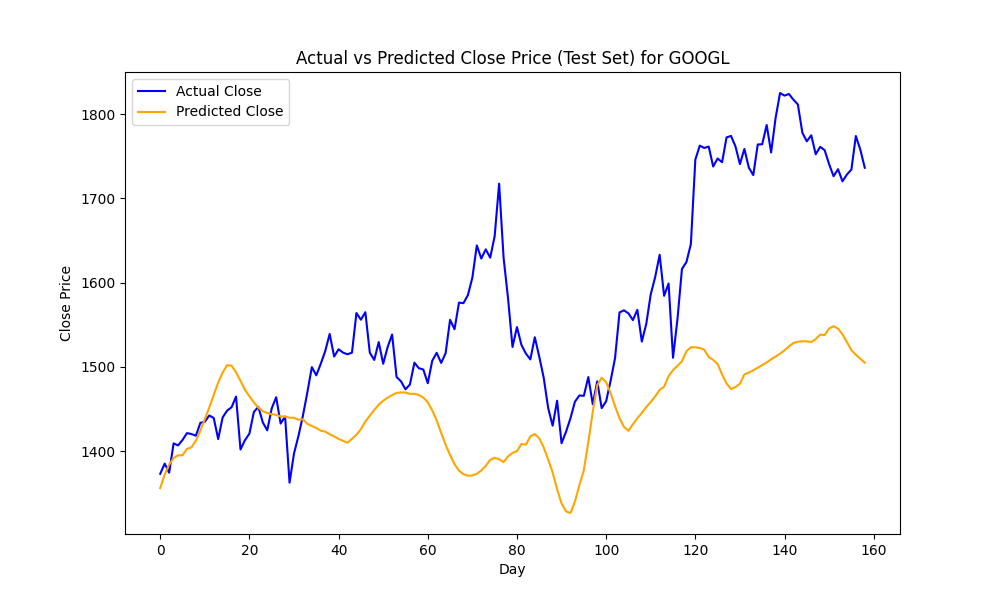 Actual vs Predicted Close Price (Test Set) for GOOGL
Actual Close
Predicted Close
Close Price
1800
1700
1600
1500
1400
0 20 40 60 80 100 120 140 160
Day